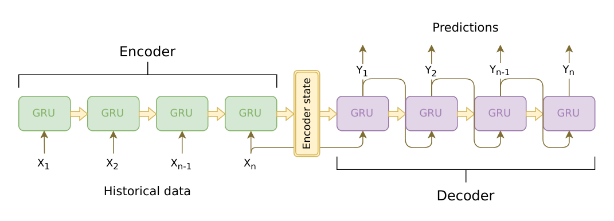 Predictions
Encoder
Y1 Y2 Yn-1 Yn
GRU GRU GRU GRU Encoder state GRU GRU GRU GRU
X1 X2 Xn-1 Xn
Historical data
Decoder